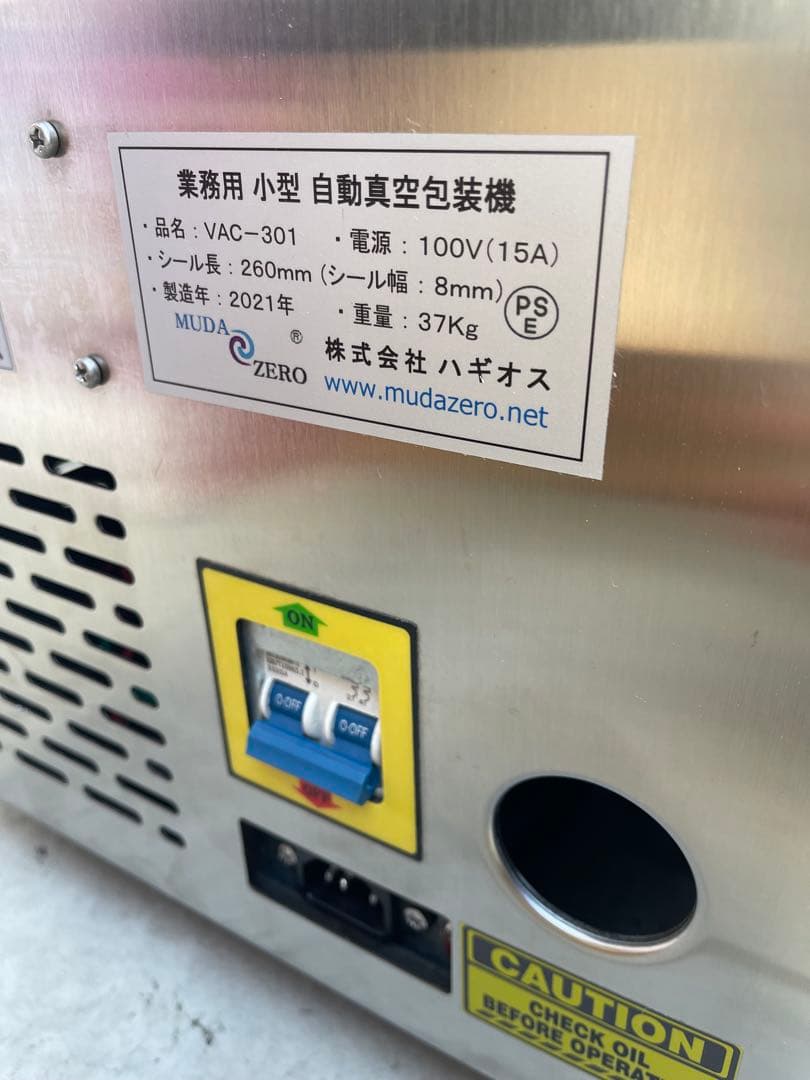 業務用 小型 自動真空包装機
・品名：VAC-301 ・電源：100V(15A)
・シール長：260mm (シール幅：8mm)
・製造年：2021年 ・重量：37Kg
PS
E
MUDA
ZERO
®
株式会社 ハギオス
www.mudazero.net
ON
33
O-OFF O-OFF
OFF
CAUTION
CHECK OIL
BEFORE OPERAT